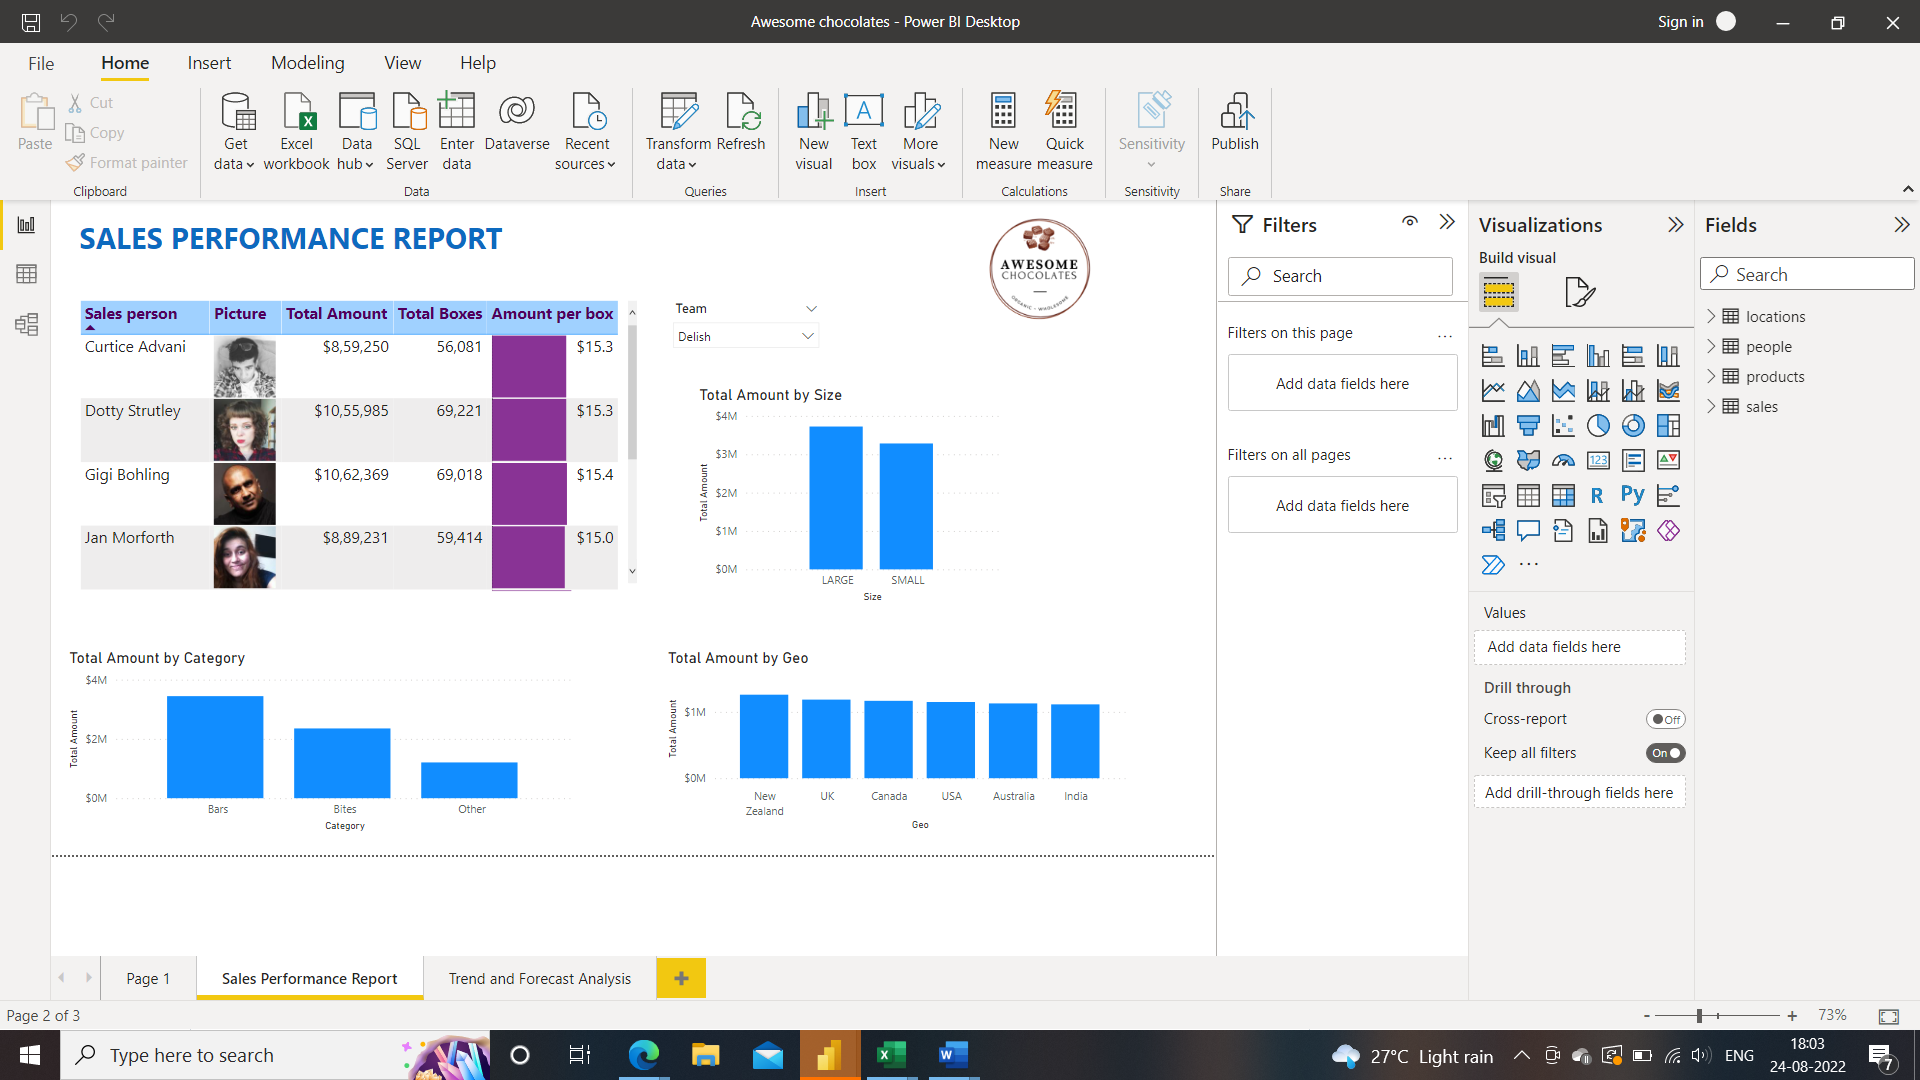 Awesome chocolates - Power BI Desktop
Sign in
File Home Insert Modeling View Help
Paste
Cut
Copy
Format painter
Clipboard
Get data
Excel workbook
Data hub
SQL Server
Enter data
Dataverse
Recent sources
Data
Transform data
Refresh
Queries
New visual
Text box
More visuals
Insert
New measure
Quick measure
Calculations
Sensitivity
Sensitivity
Publish
Share
SALES PERFORMANCE REPORT
AWESOME
CHOCOLATES
Sales person Picture Total Amount Total Boxes Amount per box
Curtice Advani $8,59,250 56,081 $15.3
Dotty Strutley $10,55,985 69,221 $15.3
Gigi Bohling $10,62,369 69,018 $15.4
Jan Morforth $8,89,231 59,414 $15.0
Team
Delish
Total Amount by Size
Total Amount
$4M
$3M
$2M
$1M
$0M
LARGE SMALL
Size
Total Amount by Category
Total Amount
$4M
$2M
$0M
Bars Bites Other
Category
Total Amount by Geo
Total Amount
$1M
$0M
New Zealand UK Canada USA Australia India
Geo
Filters
Search
Filters on this page ...
Add data fields here
Filters on all pages ...
Add data fields here
Visualizations
Build visual
123
R
Py
...
Values
Add data fields here
Drill through
Cross-report Off
Keep all filters On
Add drill-through fields here
Fields
Search
locations
people
products
sales
Page 1 Sales Performance Report Trend and Forecast Analysis +
Page 2 of 3
- + 73%
Type here to search
27°C Light rain
ENG
18:03
24-08-2022
7